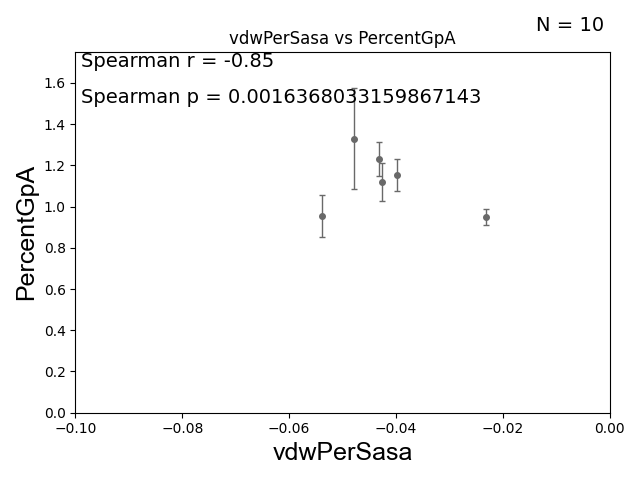 N = 10
vdwPerSasa vs PercentGpA
Spearman r = -0.85
Spearman p = 0.0016368033159867143
1.6
1.4
1.2
1.0
0.8
0.6
0.4
0.2
0.0
PercentGpA
−0.10 −0.08 −0.06 −0.04 −0.02 0.00
vdwPerSasa